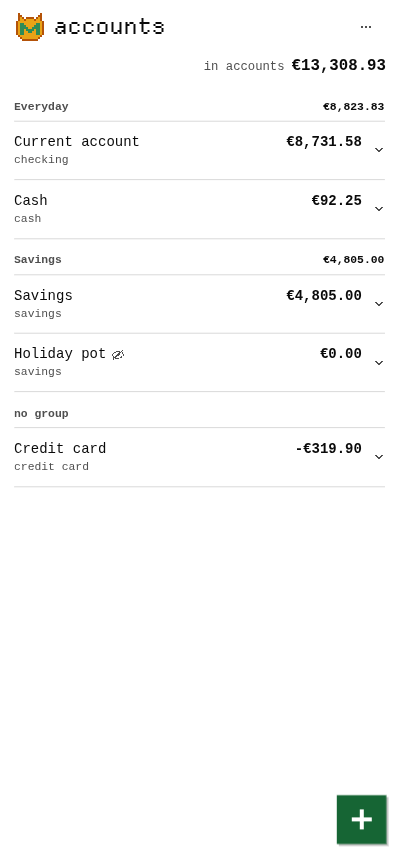 accounts
in accounts €13,308.93
Everyday €8,823.83
Current account €8,731.58
checking
Cash €92.25
cash
Savings €4,805.00
Savings €4,805.00
savings
Holiday pot €0.00
savings
no group
Credit card -€319.90
credit card